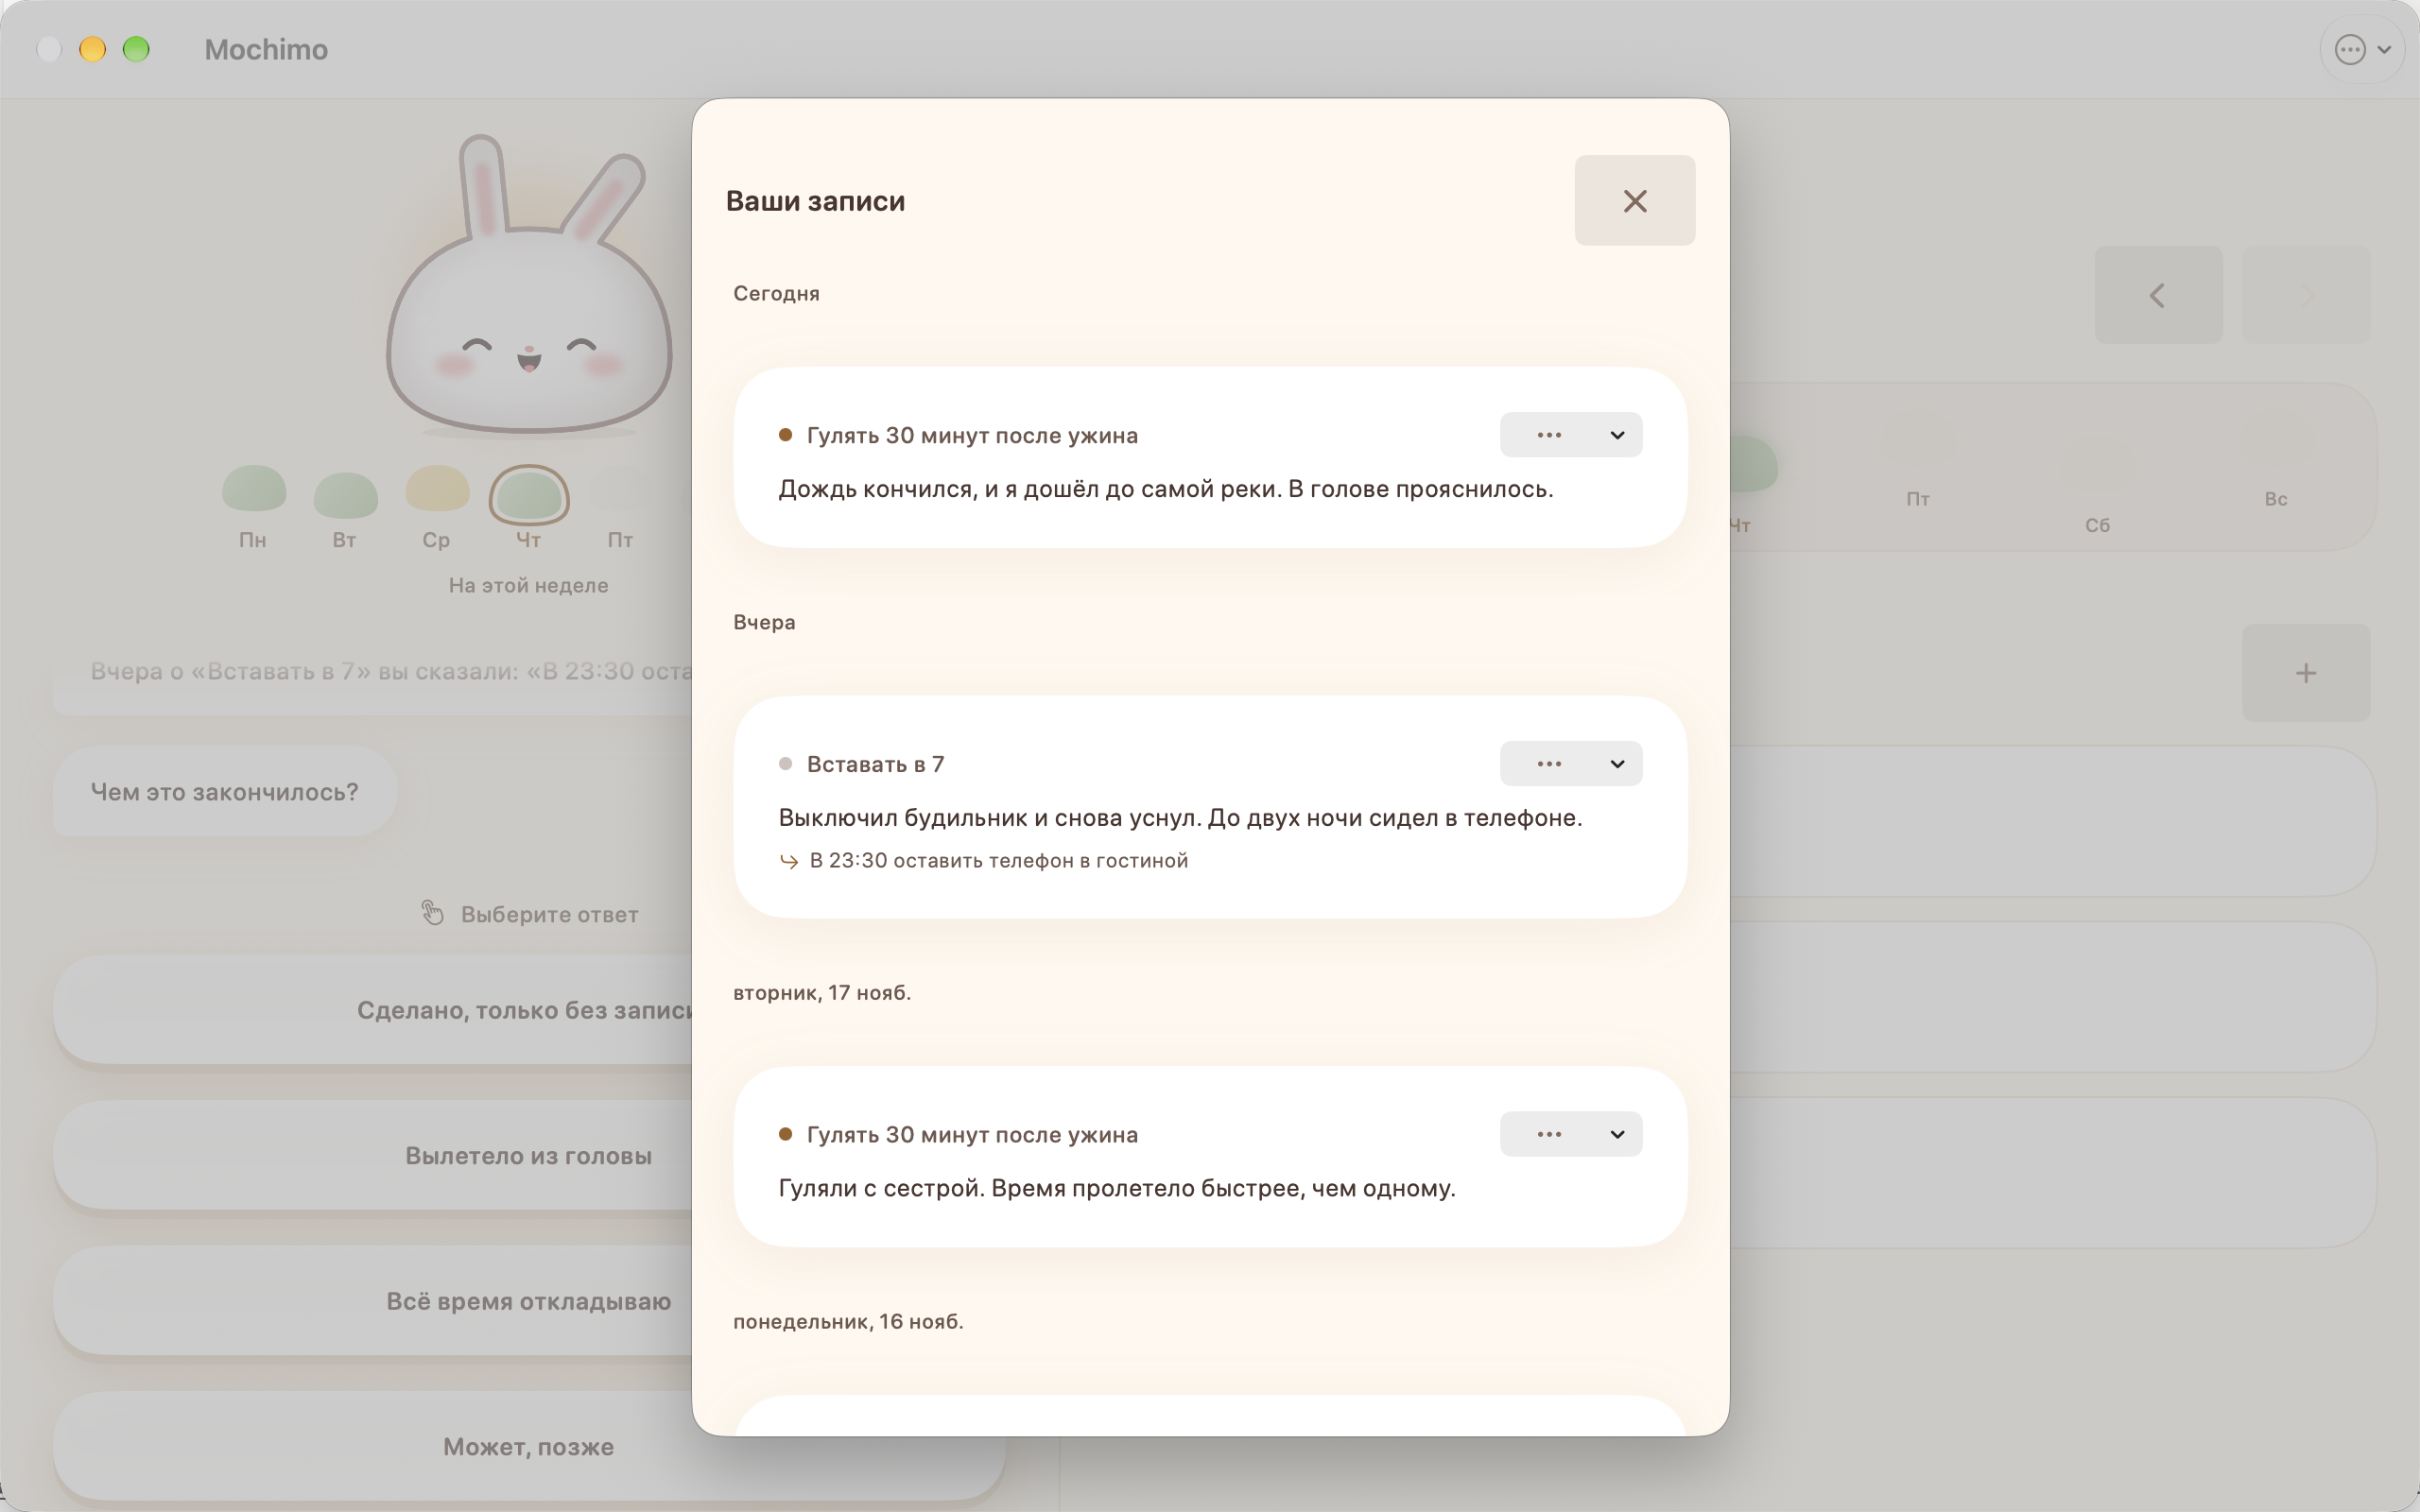 Mochimo
Пн
Вт
Ср
Чт
Пт
На этой неделе
Вчера о «Вставать в 7» вы сказали: «В 23:30
Чем это закончилось?
Выберите ответ
Сделано, только без
Вылетело из головы
Всё время откладываю
Может, позже
Ваши записи
Сегодня
Гулять 30 минут после ужина
Дождь кончился, и я дошёл до самой реки. В голове прояснилось.
Вчера
Вставать в 7
Выключил будильник и снова уснул. До двух ночи сидел в телефоне.
В 23:30 оставить телефон в гостиной
вторник, 17 нояб.
Гулять 30 минут после ужина
Гуляли с сестрой. Время пролетело быстрее, чем одному.
понедельник, 16 нояб.
Чт
Пт
Сб
Вс